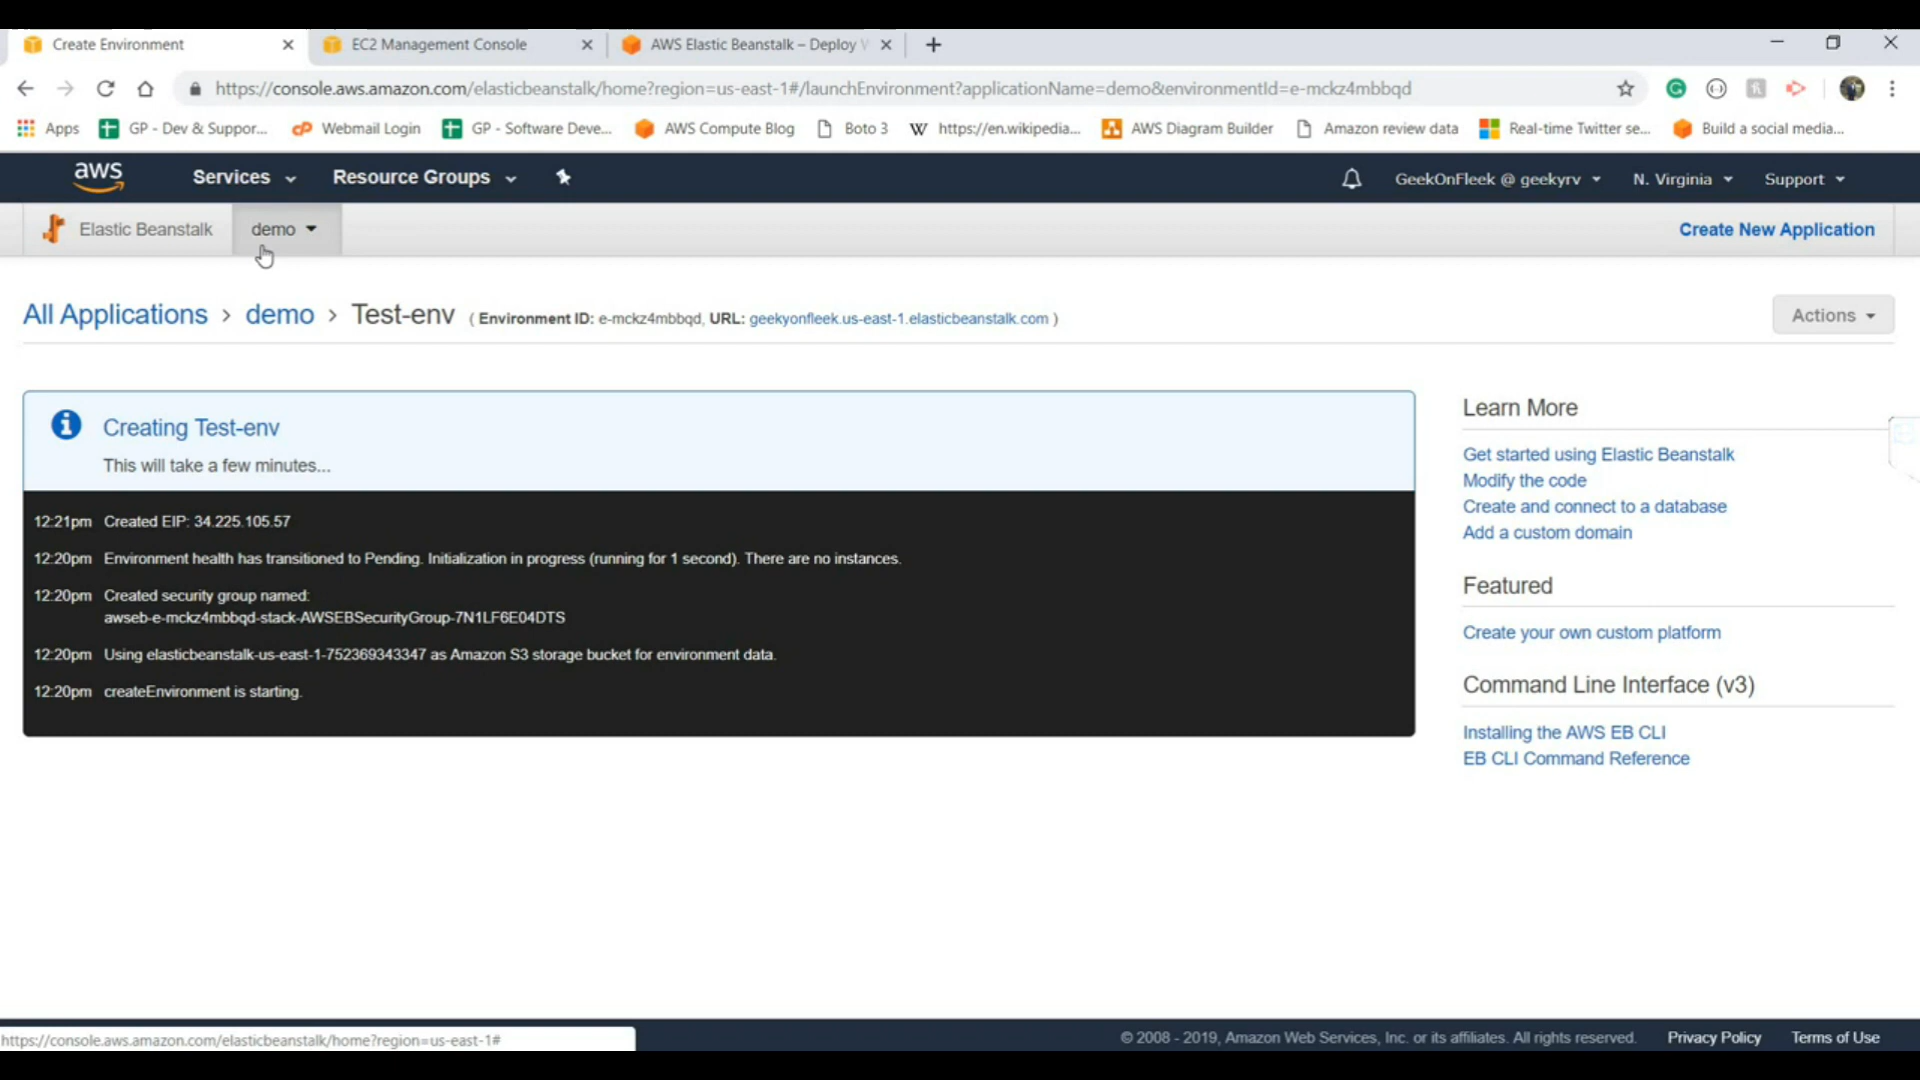 Create Environment
EC2 Management Console
AWS Elastic Beanstalk – Deploy
https://console.aws.amazon.com/elasticbeanstalk/home?region=us-east-1#/launchEnvironment?applicationName=demo&environmentId=e-mckz4mbbqd
Apps
GP - Dev & Suppor...
Webmail Login
GP - Software Deve...
AWS Compute Blog
Boto 3
https://en.wikipedia...
AWS Diagram Builder
Amazon review data
Real-time Twitter se...
Build a social media...
aws
Services
Resource Groups
GeekOnFleek @ geekyrv
N. Virginia
Support
Elastic Beanstalk
demo
Create New Application
All Applications > demo > Test-env ( Environment ID: e-mckz4mbbqd, URL: geekyonfleek.us-east-1.elasticbeanstalk.com )
Actions
Creating Test-env
This will take a few minutes...
12:21pm Created EIP: 34.225.105.57
12:20pm Environment health has transitioned to Pending. Initialization in progress (running for 1 second). There are no instances.
12:20pm Created security group named:
awseb-e-mckz4mbbqd-stack-AWSEBSecurityGroup-7N1LF6E04DTS
12:20pm Using elasticbeanstalk-us-east-1-752369343347 as Amazon S3 storage bucket for environment data.
12:20pm createEnvironment is starting.
Learn More
Get started using Elastic Beanstalk
Modify the code
Create and connect to a database
Add a custom domain
Featured
Create your own custom platform
Command Line Interface (v3)
Installing the AWS EB CLI
EB CLI Command Reference
https://console.aws.amazon.com/elasticbeanstalk/home?region=us-east-1#
© 2008 - 2019, Amazon Web Services, Inc. or its affiliates. All rights reserved.
Privacy Policy
Terms of Use